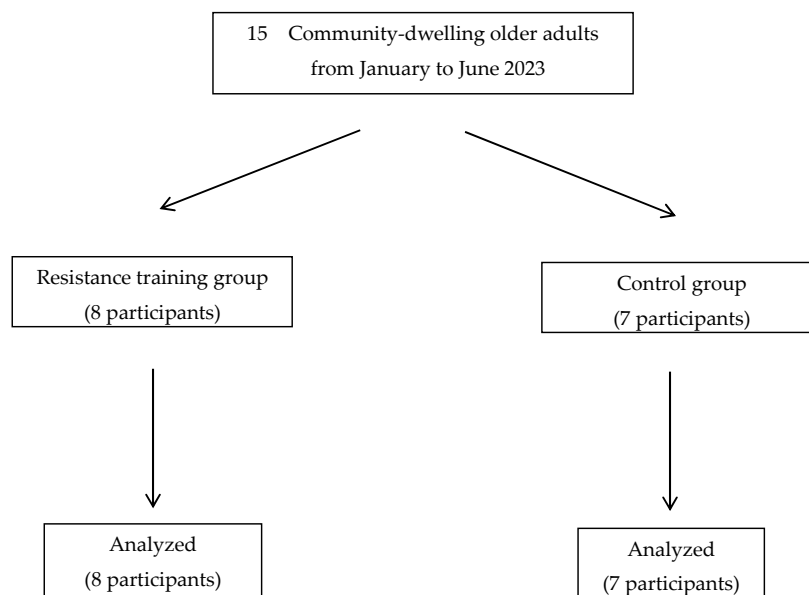 15 Community-dwelling older adults
from January to June 2023
Resistance training group
(8 participants)
Control group
(7 participants)
Analyzed
(8 participants)
Analyzed
(7 participants)